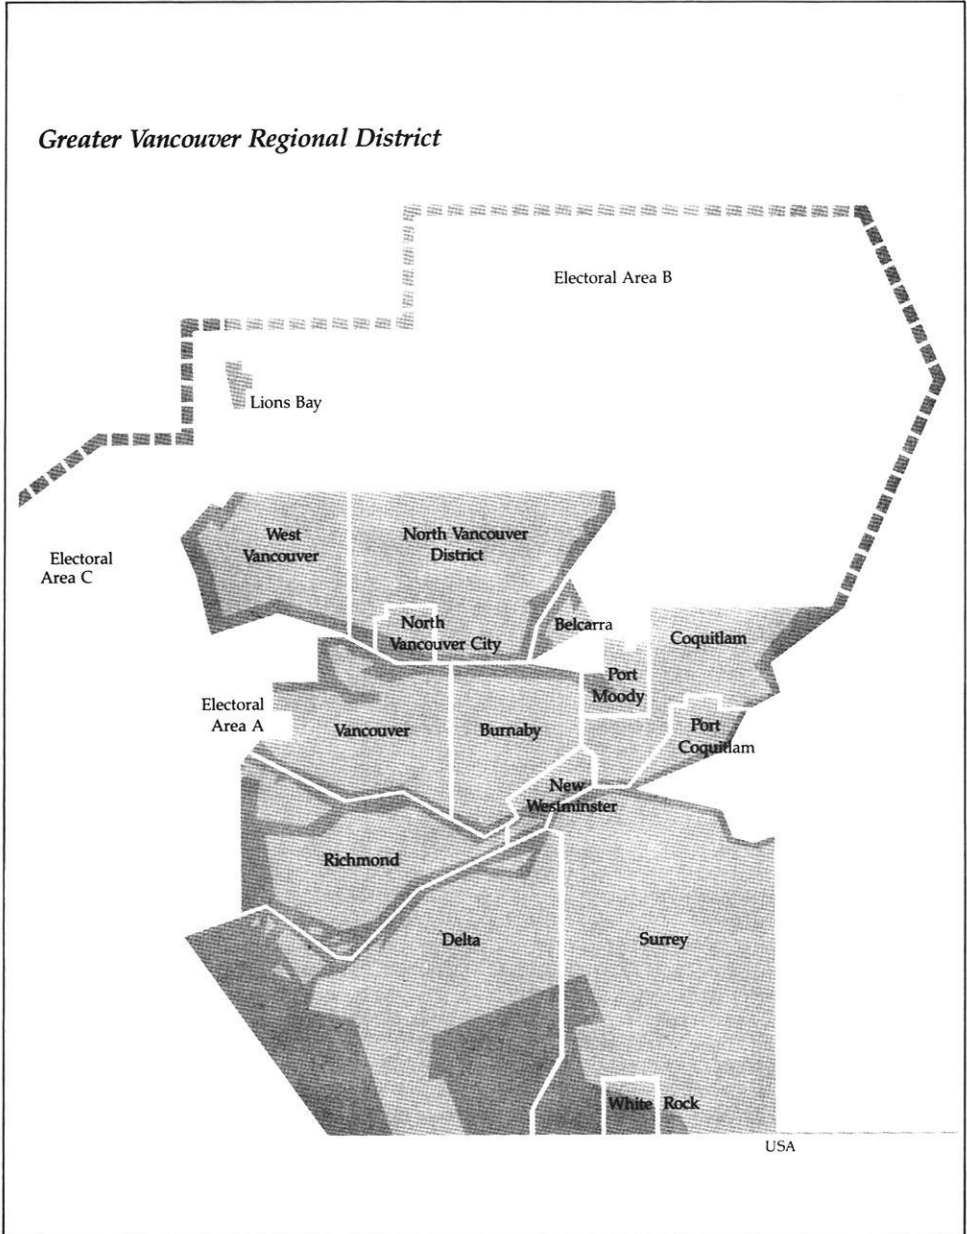 Greater Vancouver Regional District
Electoral Area B
Lions Bay
Electoral
Area C
West
Vancouver
North Vancouver
District
North
Vancouver City
Belcarra
Coquitlam
Port
Moody
Electoral
Area A
Vancouver
Burnaby
Port
Coquitlam
New
Westminster
Richmond
Delta
Surrey
White Rock
USA